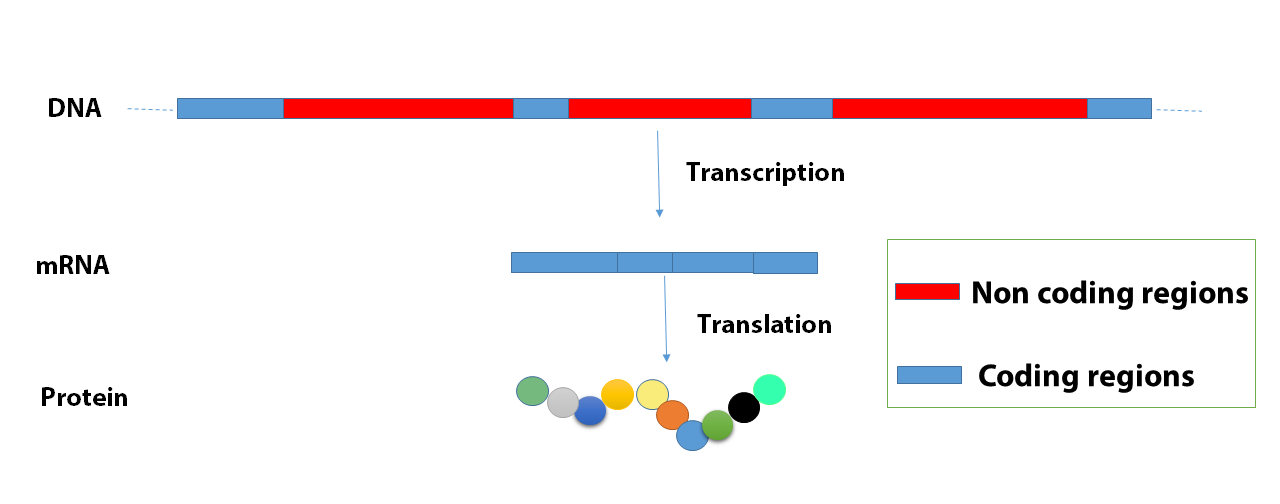 DNA
Transcription
mRNA
Non coding regions
Translation
Coding regions
Protein